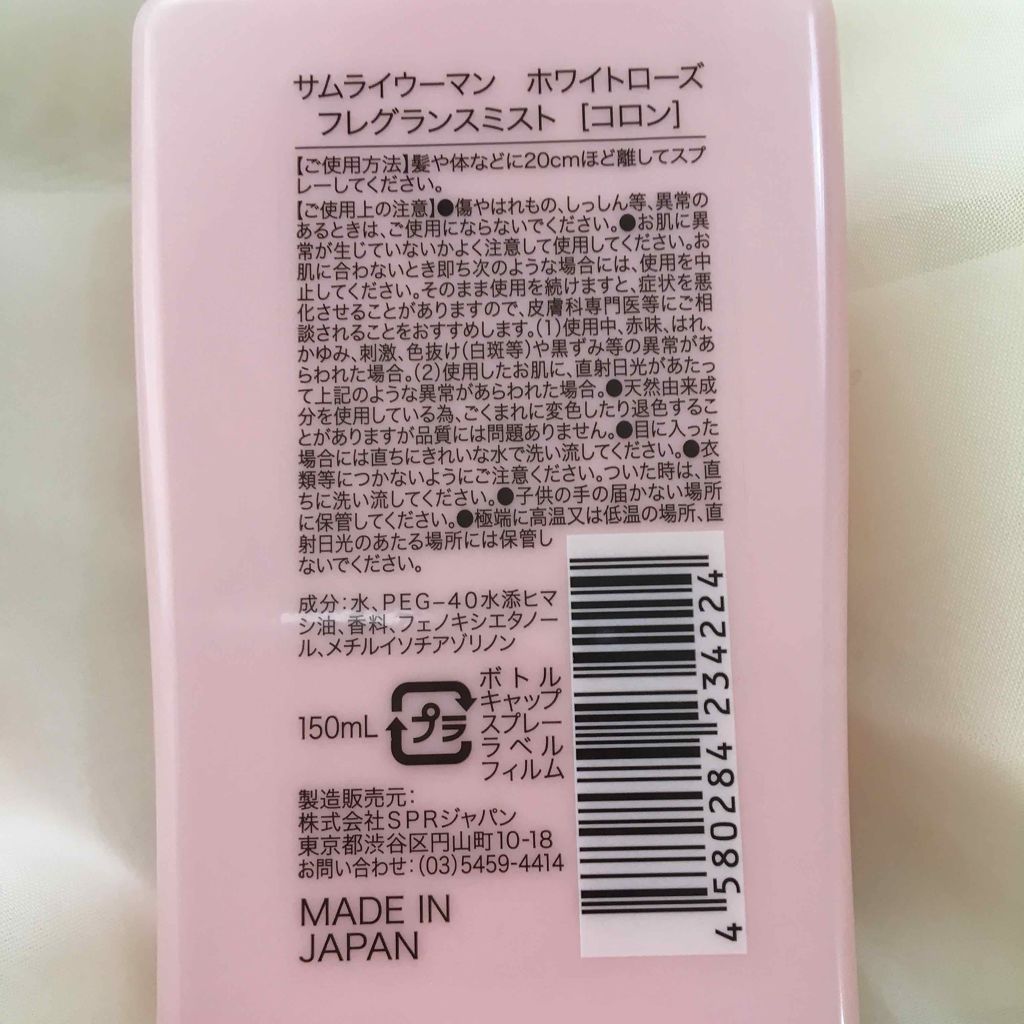 サムライウーマン　ホワイトローズ
フレグランスミスト　[コロン]
【ご使用方法】髪や体などに20cmほど離してスプ
レーしてください。
【ご使用上の注意】●傷やはれもの、しっしん等、異常の
あるときは、ご使用にならないでください。●お肌に異
常が生じていないかよく注意して使用してください。お
肌に合わないとき即ち次のような場合には、使用を中
止してください。そのまま使用を続けますと、症状を悪
化させることがありますので、皮膚科専門医等にご相
談されることをおすすめします。(1)使用中、赤味、はれ、
かゆみ、刺激、色抜け(白斑等)や黒ずみ等の異常があ
らわれた場合。(2)使用したお肌に、直射日光があたっ
て上記のような異常があらわれた場合。●天然由来成
分を使用している為、ごくまれに変色したり退色するこ
とがありますが品質には問題ありません。●目に入った
場合には直ちにきれいな水で洗い流してください。●衣
類等につかないようにご注意ください。ついた時は、直
ちに洗い流してください。●子供の手の届かない場所
に保管してください。●極端に高温又は低温の場所、直
射日光のあたる場所には保管し
ないでください。
成分：水、PEG-40水添ヒマ
シ油、香料、フェノキシエタノー
ル、メチルイソチアゾリノン
150mL
プラ
ボトル
キャップ
スプレー
ラベル
フィルム
製造販売元：
株式会社SPRジャパン
東京都渋谷区円山町10-18
お問い合わせ：(03)5459-4414
MADE IN
JAPAN
4 580284 234224